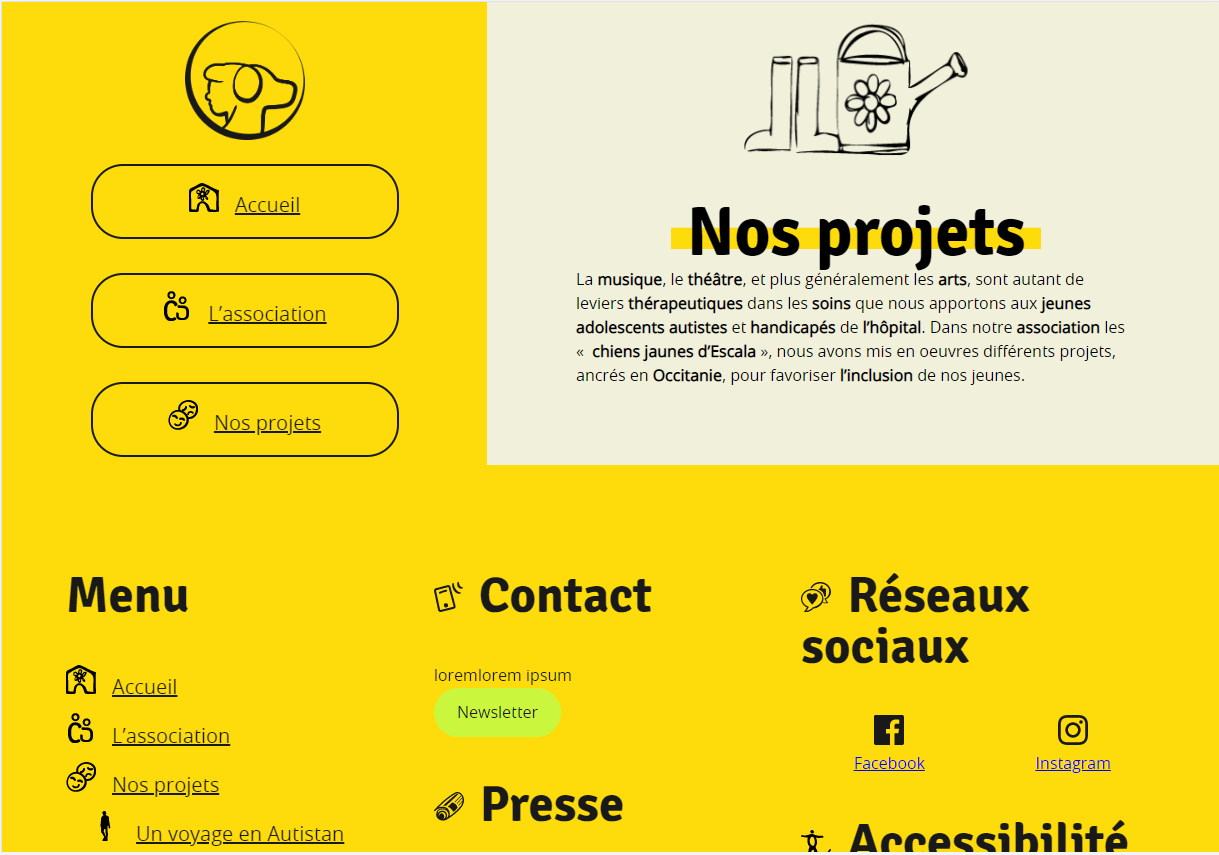 Accueil
L’association
Nos projets
Nos projets
La musique, le théâtre, et plus généralement les arts, sont autant de
leviers thérapeutiques dans les soins que nous apportons aux jeunes
adolescents autistes et handicapés de l’hôpital. Dans notre association les
«  chiens jaunes d’Escala », nous avons mis en oeuvres différents projets,
ancrés en Occitanie, pour favoriser l’inclusion de nos jeunes.
Menu
Accueil
L’association
Nos projets
Un voyage en Autistan
Contact
loremlorem ipsum
Newsletter
Presse
Réseaux
sociaux
Facebook
Instagram
Accessibilité